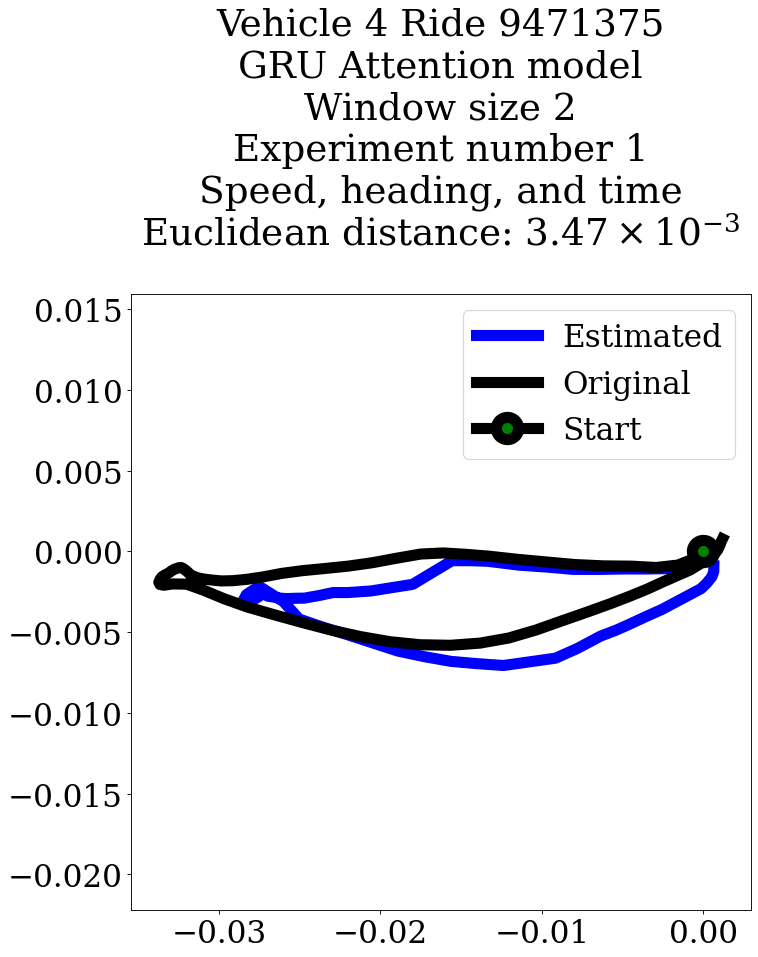 Vehicle 4 Ride 9471375
GRU Attention model
Window size 2
Experiment number 1
Speed, heading, and time
Euclidean distance: 3.47 × 10⁻³
0.015
Estimated
0.010
Original
0.005
Start
0.000
−0.005
−0.010
−0.015
−0.020
−0.03 −0.02 −0.01 0.00